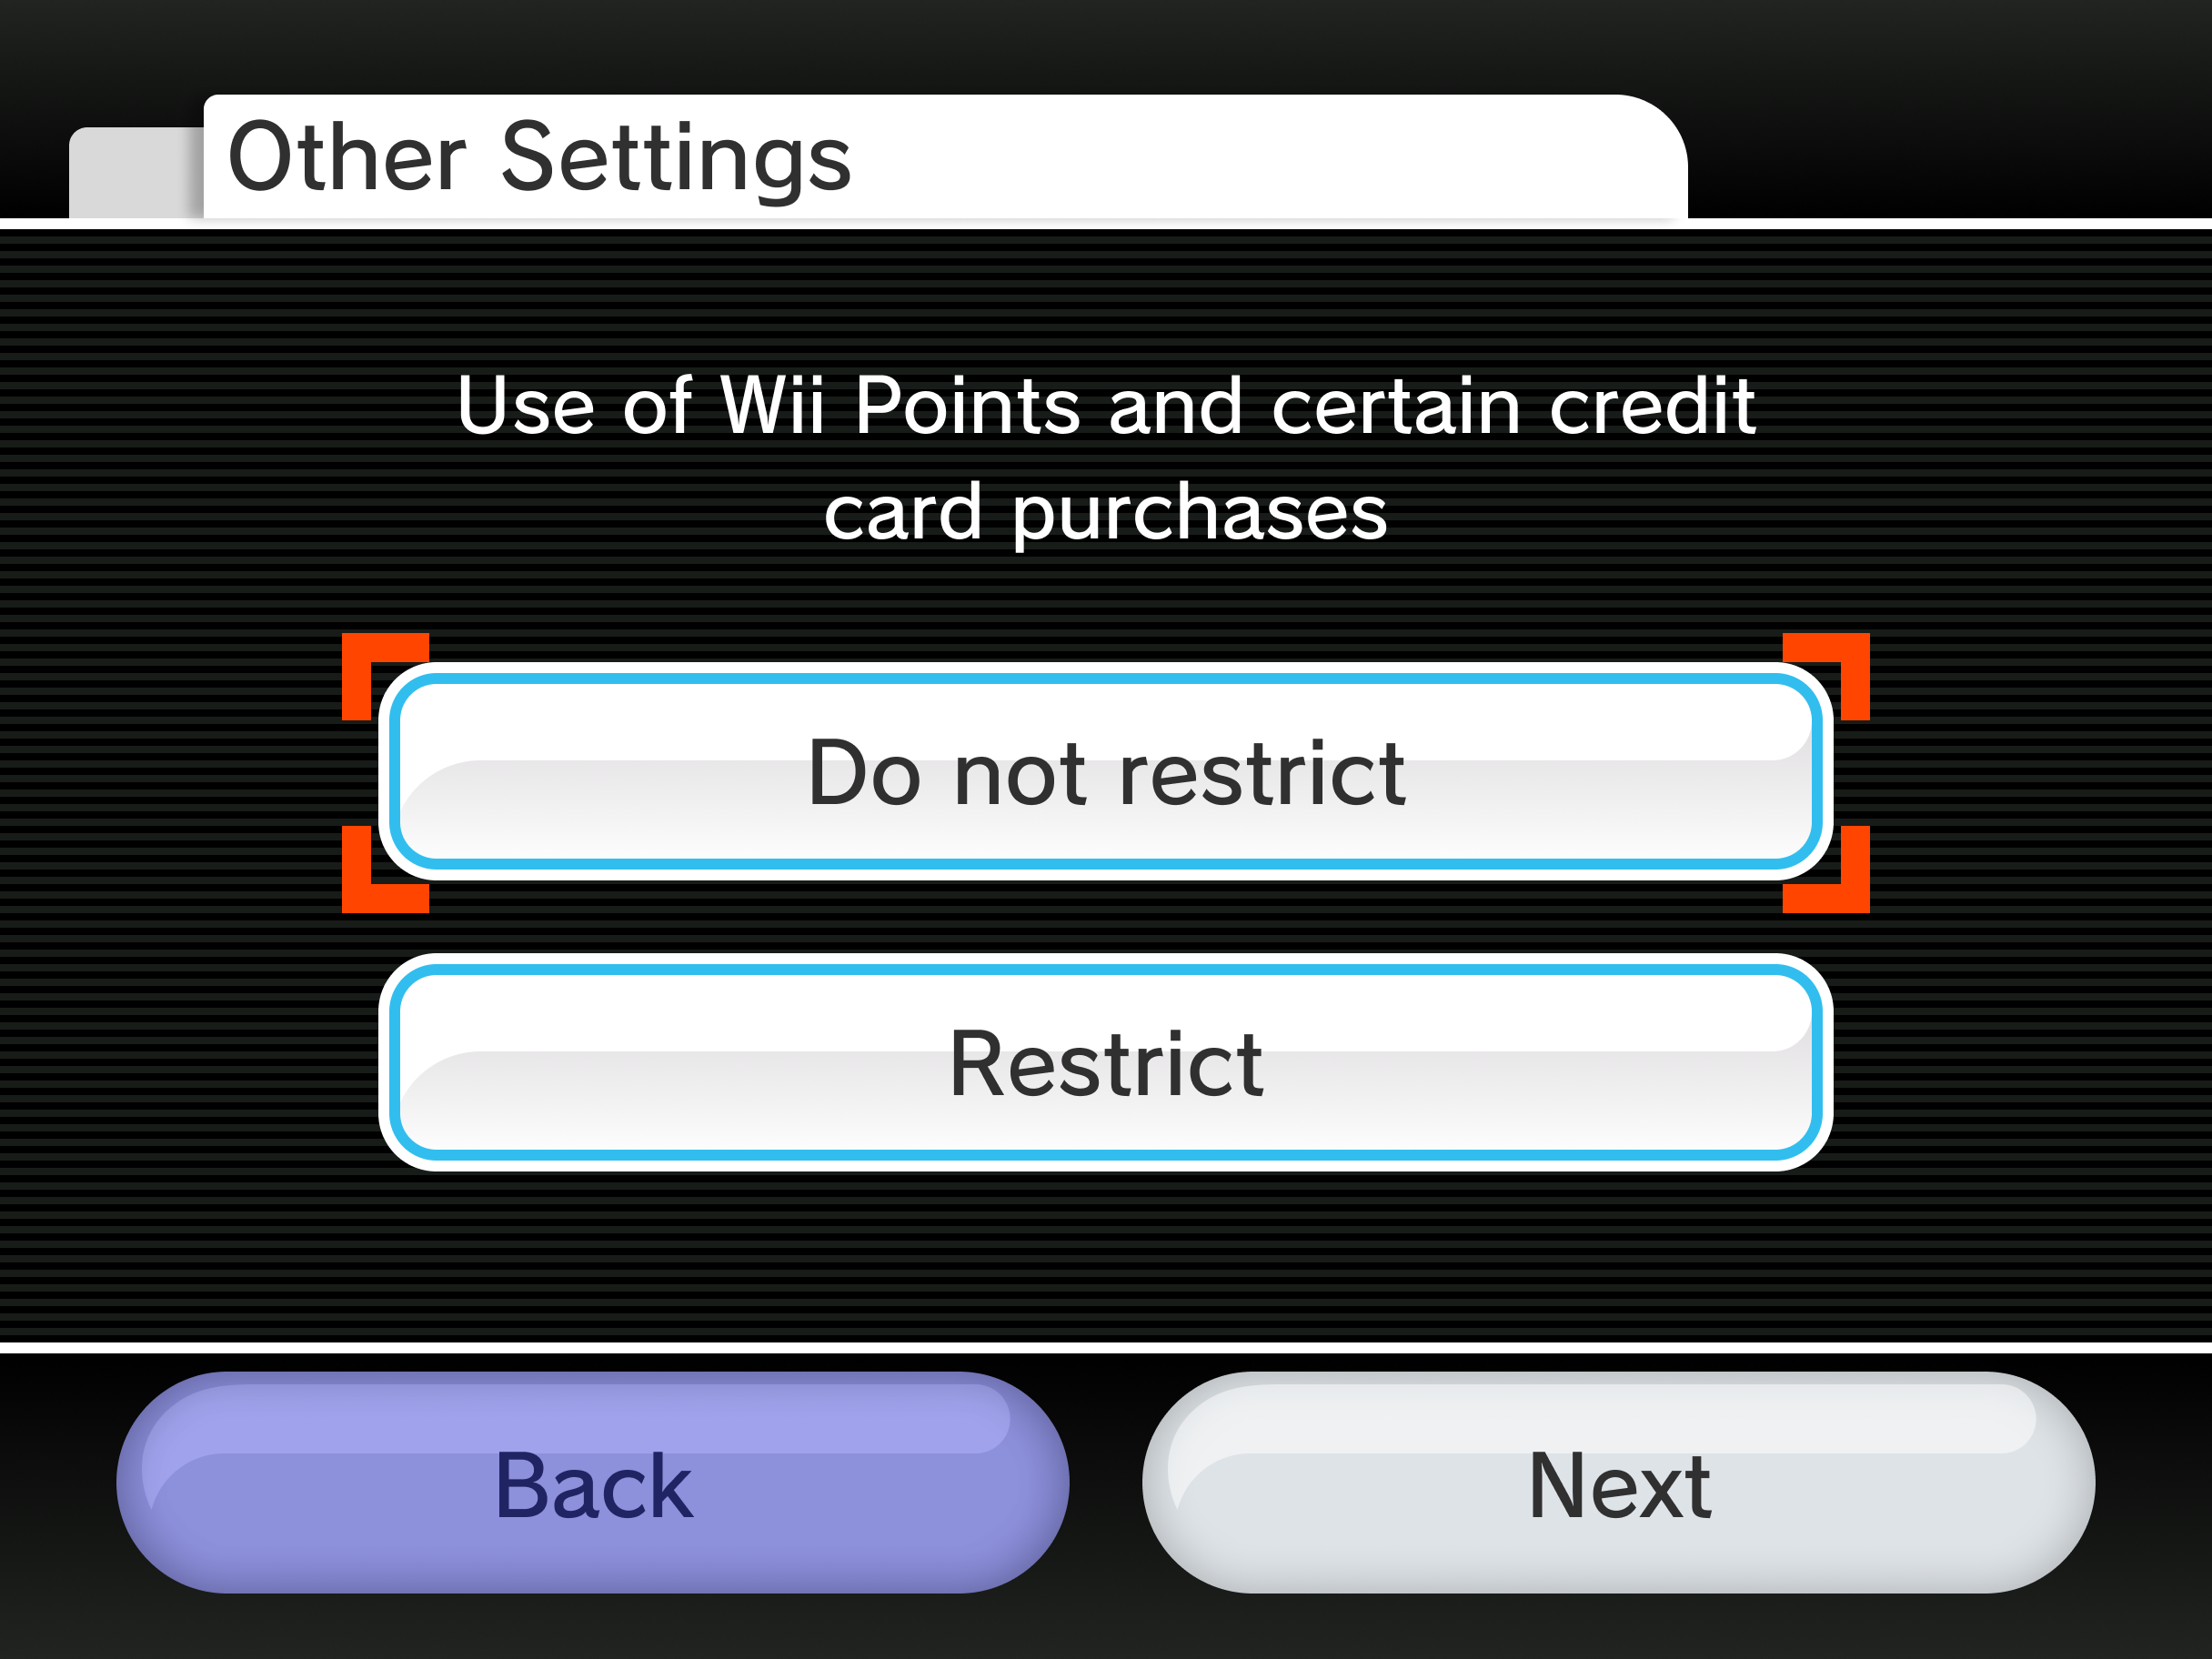 Other Settings
Use of Wii Points and certain credit
card purchases
Do not restrict
Restrict
Back
Next